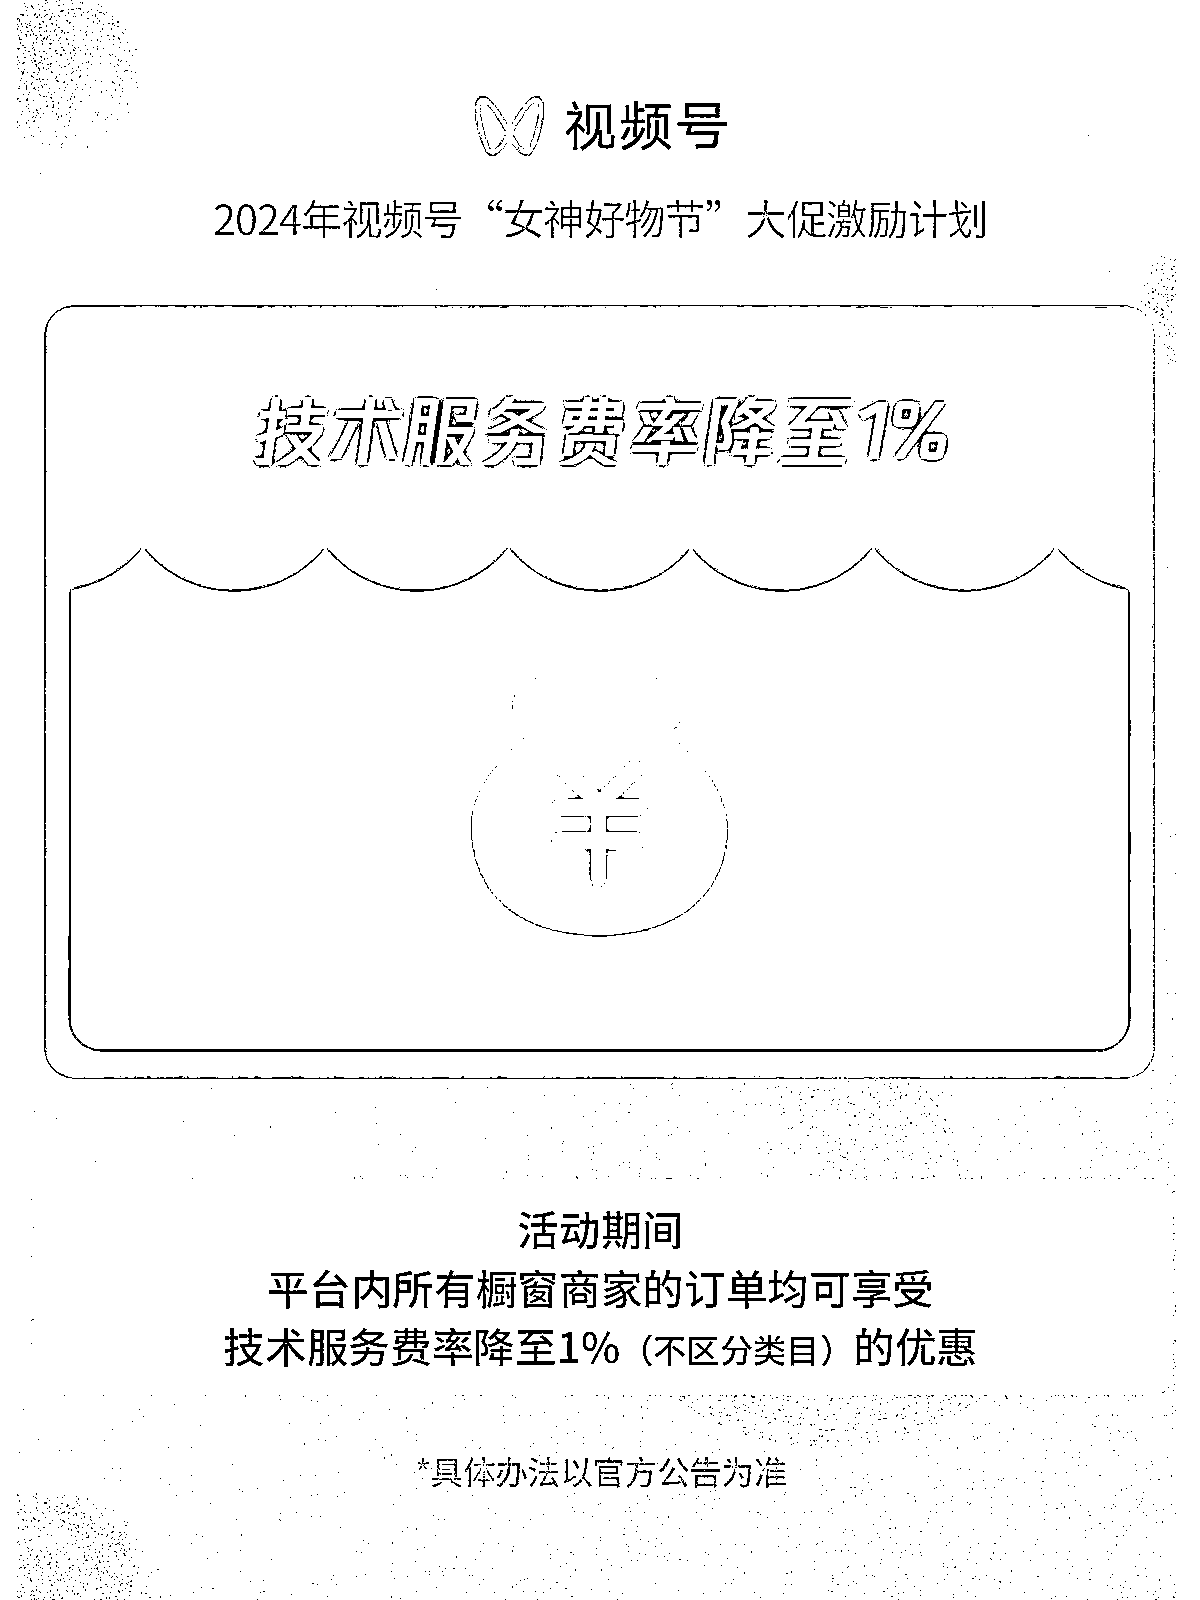 视频号
2024年视频号“女神好物节”大促激励计划
技术服务费率降至1%
¥
活动期间
平台内所有橱窗商家的订单均可享受
技术服务费率降至1%（不区分类目）的优惠
*具体办法以官方公告为准